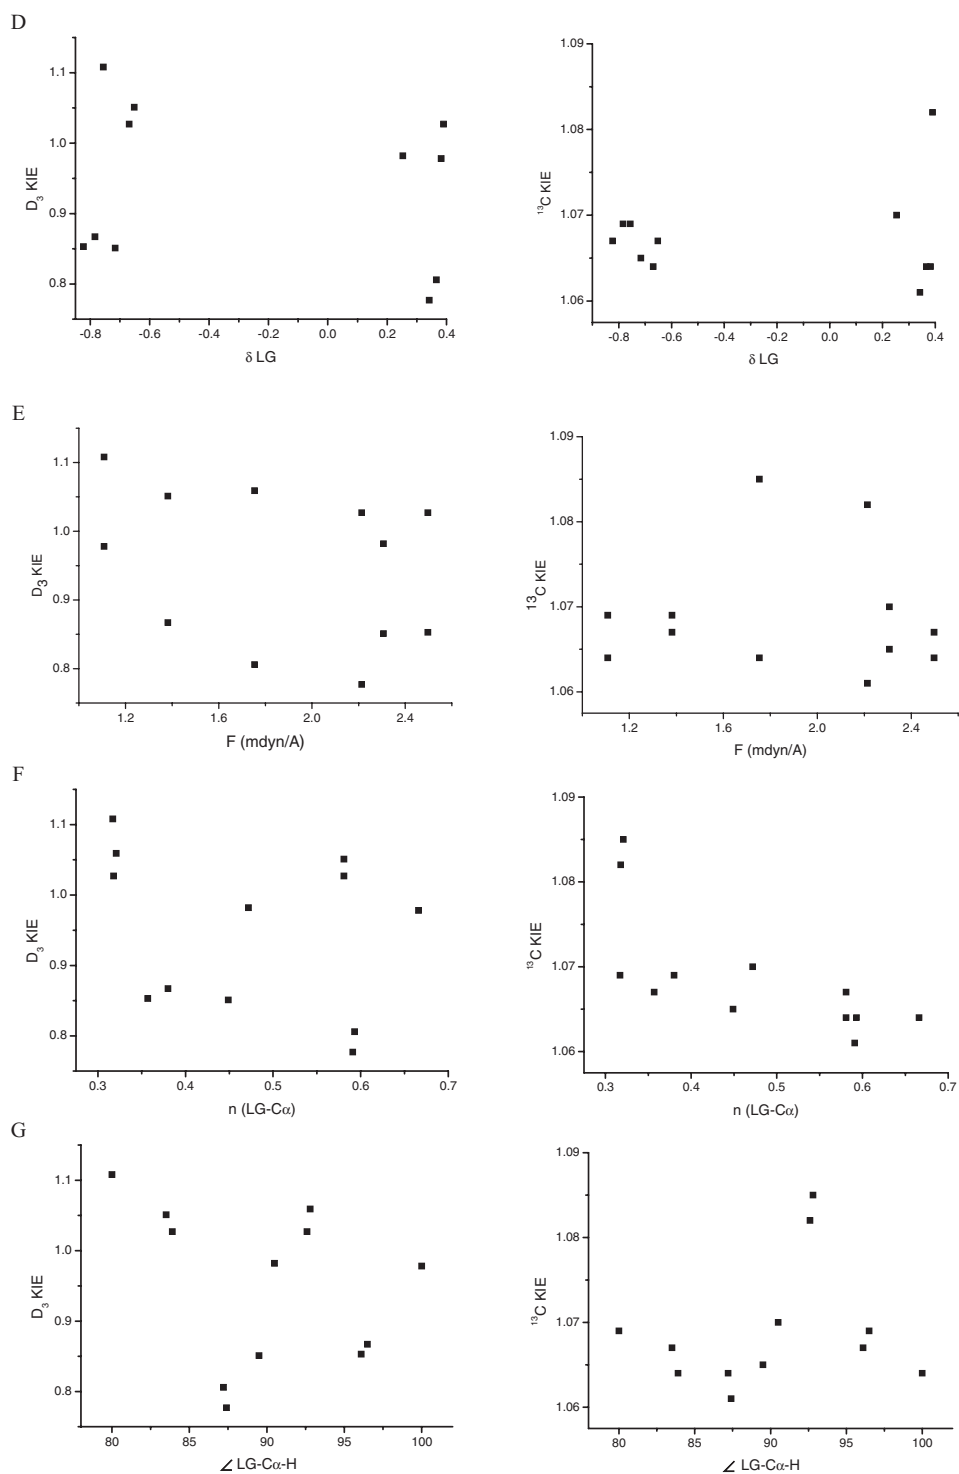 D
D3 KIE
1.1
1.0
0.9
0.8
-0.8 -0.6 -0.4 -0.2 0.0 0.2 0.4
δ LG
13C KIE
1.09
1.08
1.07
1.06
-0.8 -0.6 -0.4 -0.2 0.0 0.2 0.4
δ LG
E
D3 KIE
1.1
1.0
0.9
0.8
1.2 1.6 2.0 2.4
F (mdyn/A)
13C KIE
1.09
1.08
1.07
1.06
1.2 1.6 2.0 2.4
F (mdyn/A)
F
D3 KIE
1.1
1.0
0.9
0.8
0.3 0.4 0.5 0.6 0.7
n (LG-Cα)
13C KIE
1.09
1.08
1.07
1.06
0.3 0.4 0.5 0.6 0.7
n (LG-Cα)
G
D3 KIE
1.1
1.0
0.9
0.8
80 85 90 95 100
∠ LG-Cα-H
13C KIE
1.09
1.08
1.07
1.06
80 85 90 95 100
∠ LG-Cα-H